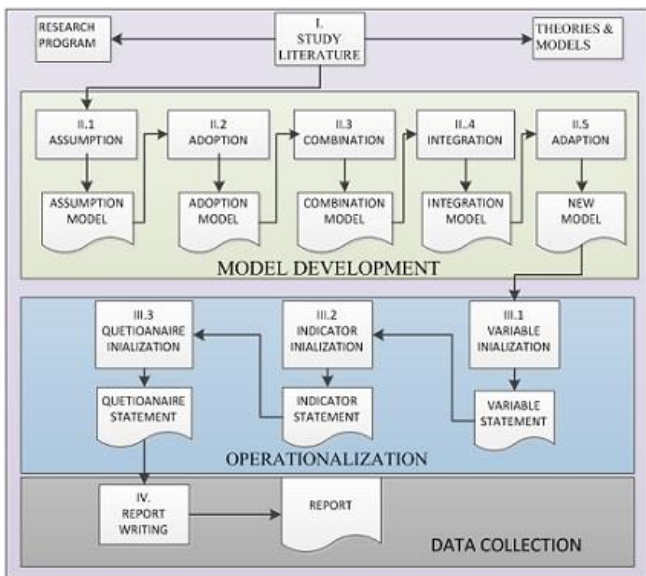 RESEARCH
PROGRAM
I.
STUDY
LITERATURE
THEORIES &
MODELS
II.1
ASSUMPTION
II.2
ADOPTION
II.3
COMBINATION
II..4
INTEGRATION
II.5
ADAPTION
ASSUMPTION
MODEL
ADOPTION
MODEL
COMBINATION
MODEL
INTEGRATION
MODEL
NEW
MODEL
MODEL DEVELOPMENT
III.3
QUETIOANAIRE
INIALIZATION
III.2
INDICATOR
INIALIZATION
III.1
VARIABLE
INIALIZATION
QUETIOANAIRE
STATEMENT
INDICATOR
STATEMENT
VARIABLE
STATEMENT
OPERATIONALIZATION
IV.
REPORT
WRITING
REPORT
DATA COLLECTION